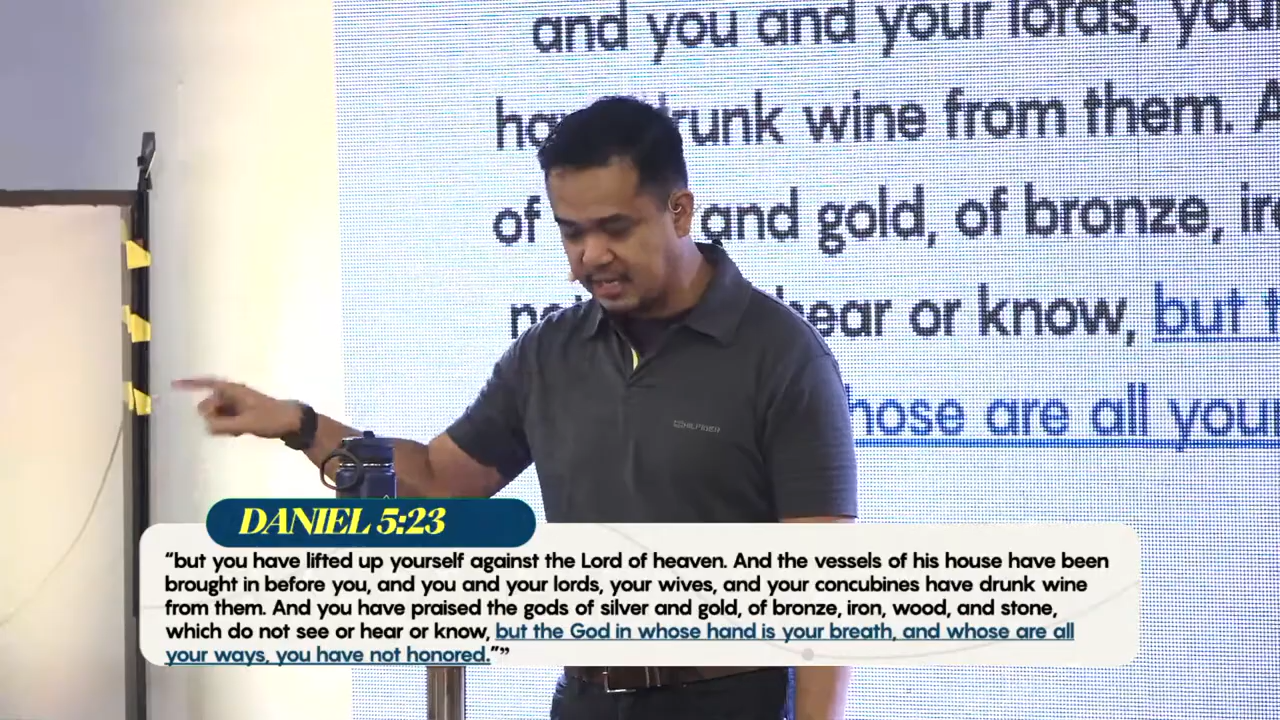 and you and your lords,
drunk wine from them.
of and gold, of bronze,
hear or know, but
whose are all your
HILFIGER
DANIEL 5:23
“but you have lifted up yourself against the Lord of heaven. And the vessels of his house have been
brought in before you, and you and your lords, your wives, and your concubines have drunk wine
from them. And you have praised the gods of silver and gold, of bronze, iron, wood, and stone,
which do not see or hear or know, but the God in whose hand is your breath, and whose are all
your ways, you have not honored.””